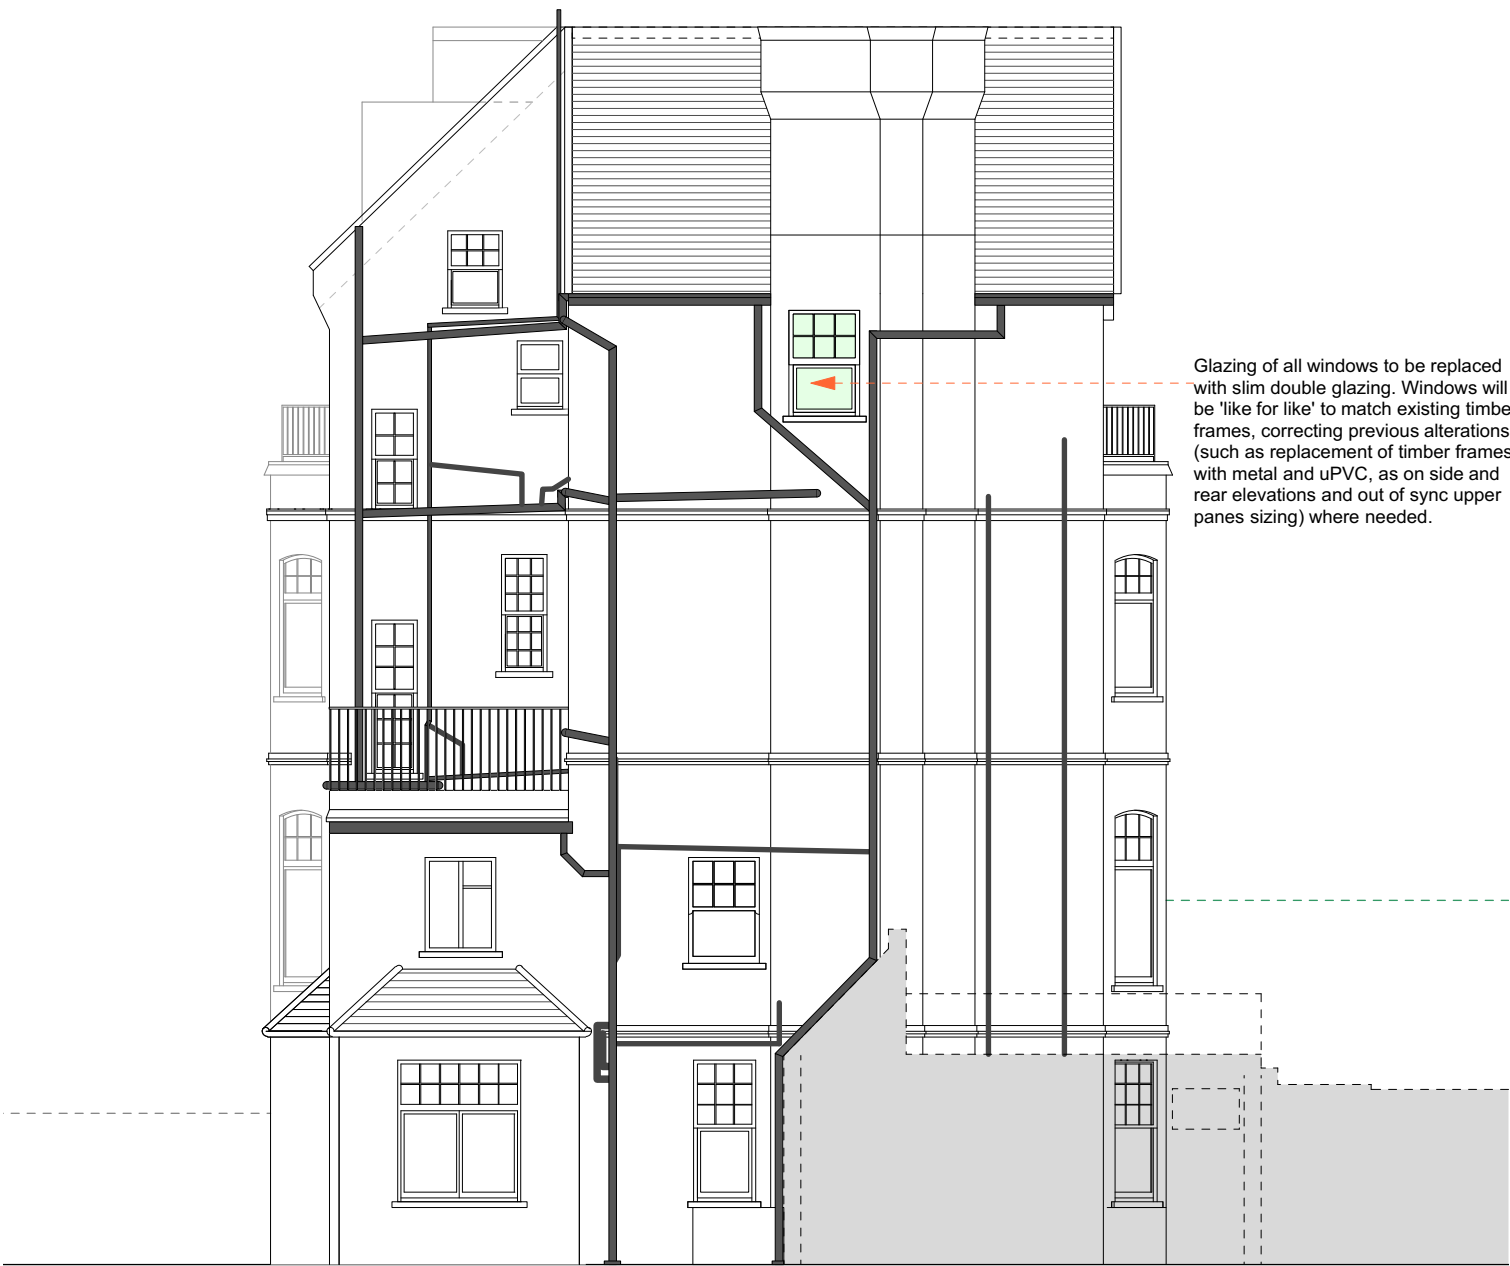 Glazing of all windows to be replaced
with slim double glazing. Windows will
be 'like for like' to match existing timbe
frames, correcting previous alterations
(such as replacement of timber frames
with metal and uPVC, as on side and
rear elevations and out of sync upper
panes sizing) where needed.